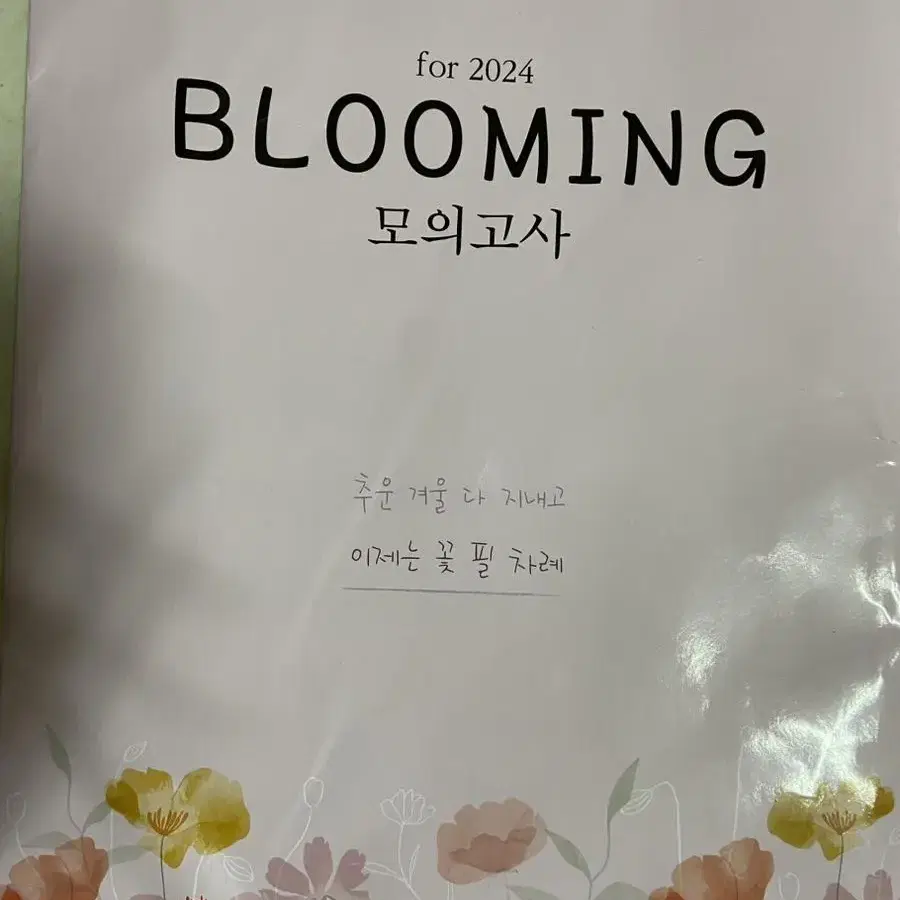 for 2024
BLOOMING
모의고사
추운 겨울 다 지내고
이제는 꽃 필 차례